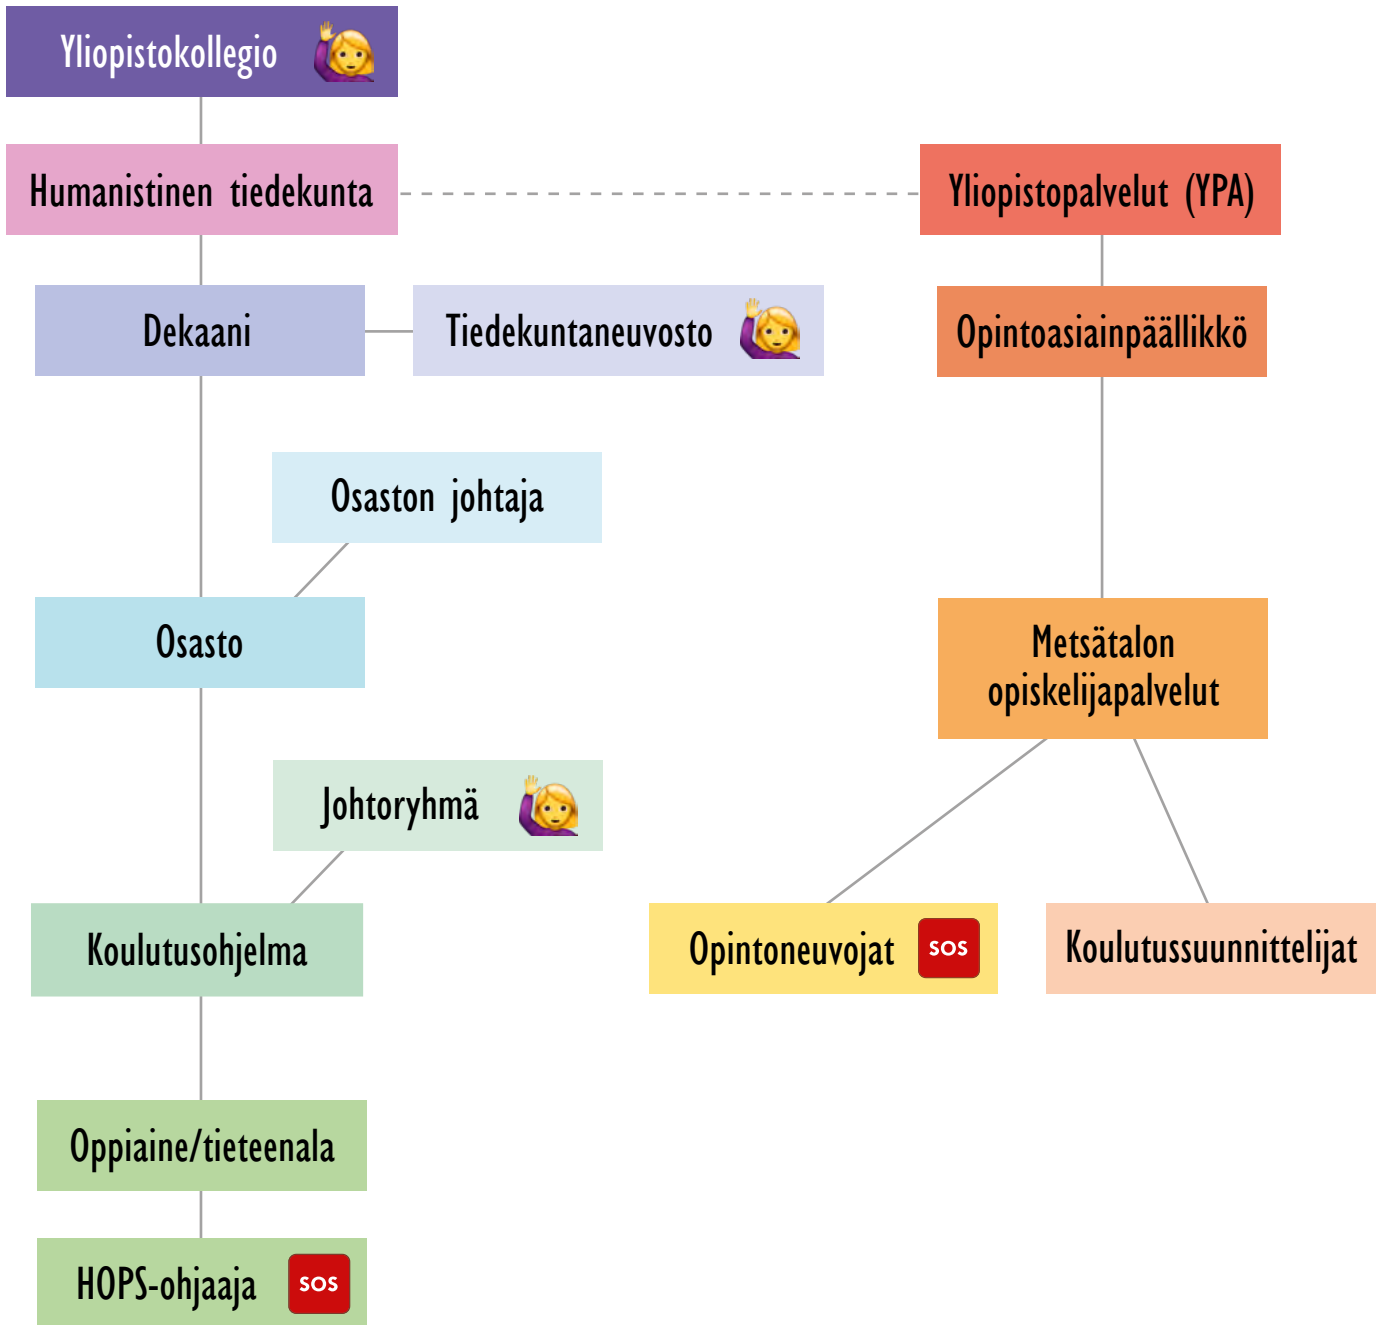 Yliopistokollegio
Humanistinen tiedekunta
Yliopistopalvelut (YPA)
Dekaani
Tiedekuntaneuvosto
Opintoasiainpäällikkö
Osaston johtaja
Osasto
Metsätalon
opiskelijapalvelut
Johtoryhmä
Koulutusohjelma
Opintoneuvojat
SOS
Koulutussuunnittelijat
Oppiaine/tieteenala
HOPS-ohjaaja
SOS